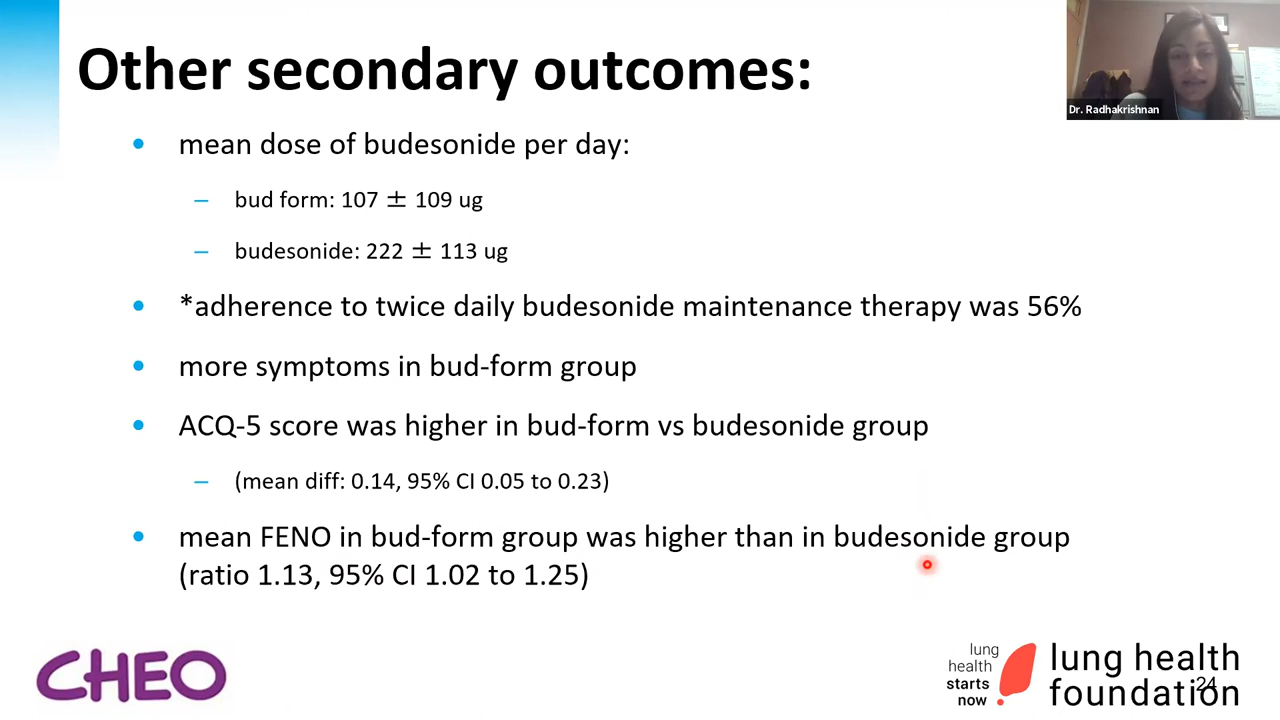 Other secondary outcomes:
Dr. Radhakrishnan
• mean dose of budesonide per day:
– bud form: 107 ± 109 ug
– budesonide: 222 ± 113 ug
• *adherence to twice daily budesonide maintenance therapy was 56%
• more symptoms in bud-form group
• ACQ-5 score was higher in bud-form vs budesonide group
– (mean diff: 0.14, 95% CI 0.05 to 0.23)
• mean FENO in bud-form group was higher than in budesonide group
(ratio 1.13, 95% CI 1.02 to 1.25)
CHEO
lung
health
starts
now
lung health
foundation
24